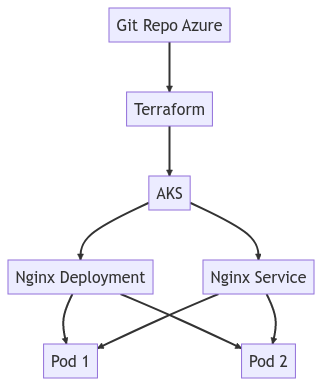 Git Repo Azure
Terraform
AKS
Nginx Deployment
Nginx Service
Pod 1
Pod 2